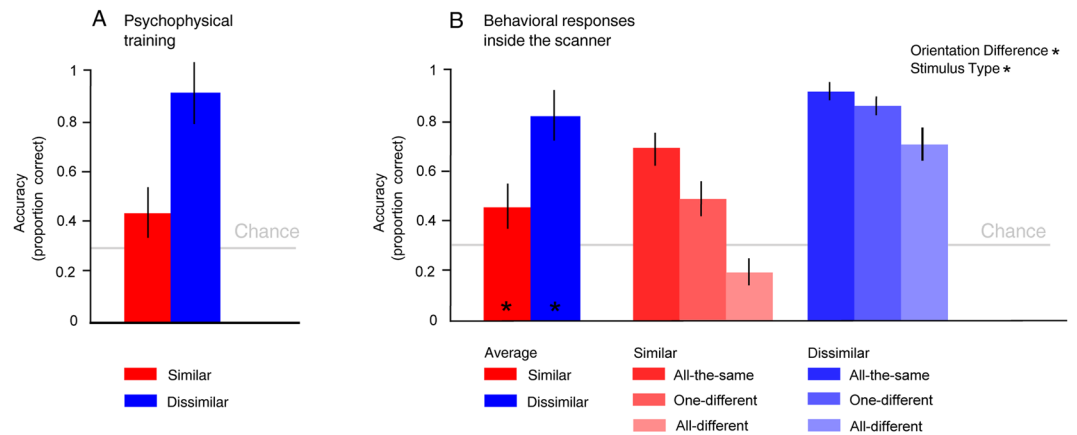 A
Psychophysical
training
Accuracy
(proportion correct)
1
0.8
0.6
0.4
0.2
0
Chance
Similar
Dissimilar
B
Behavioral responses
inside the scanner
Orientation Difference *
Stimulus Type *
Accuracy
(proportion correct)
1
0.8
0.6
0.4
0.2
0
Chance
* *
Average
Similar
Dissimilar
Similar
All-the-same
One-different
All-different
Dissimilar
All-the-same
One-different
All-different